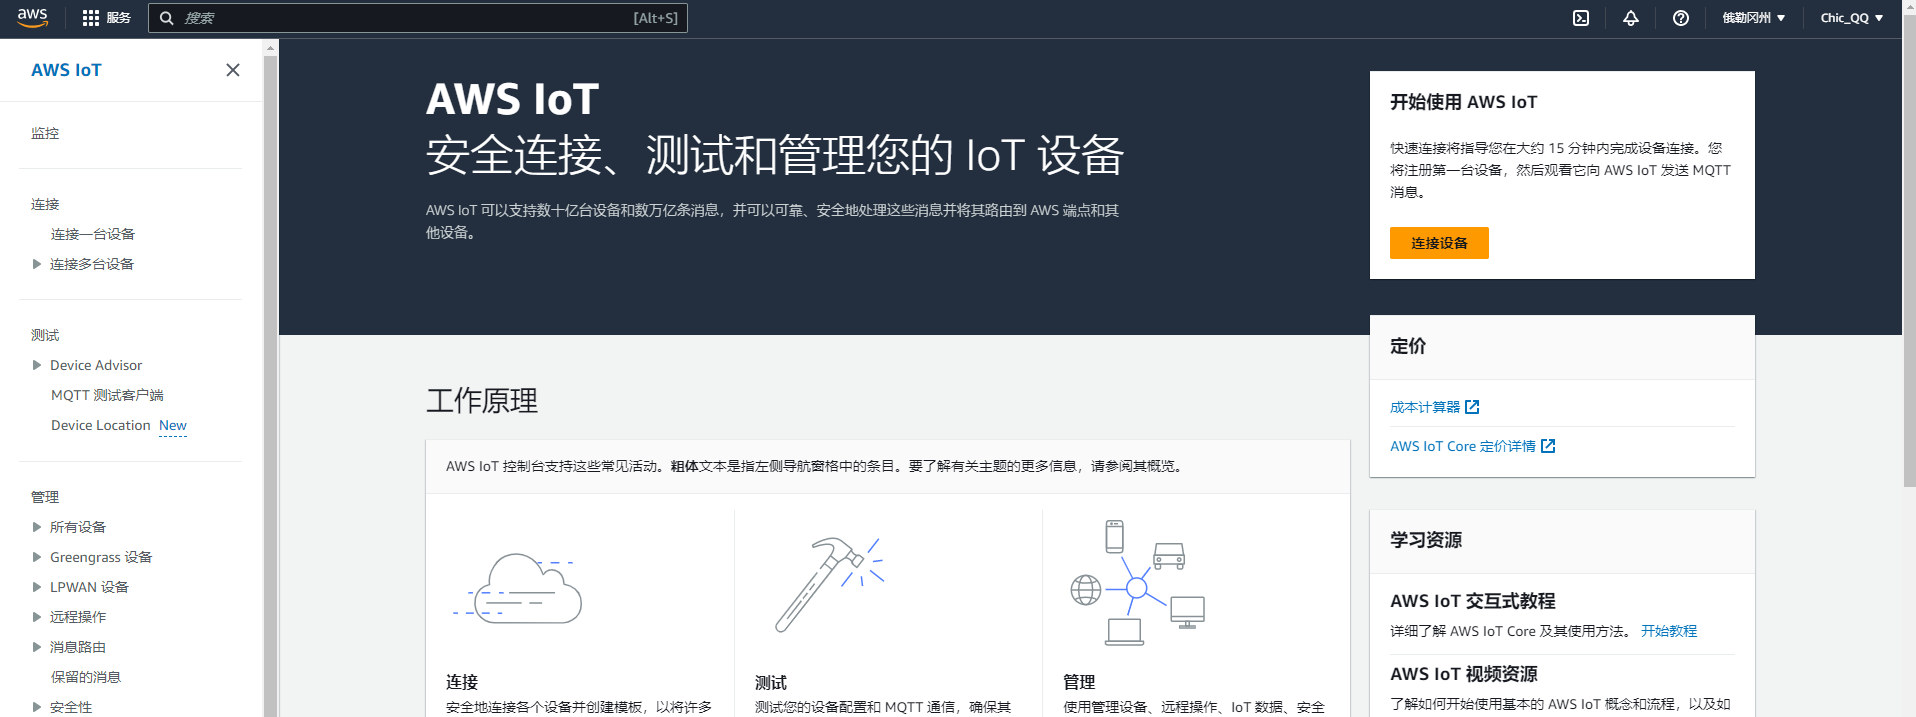 aws
服务
搜索
[Alt+S]
俄勒冈州
Chic_QQ
AWS IoT
监控
连接
连接一台设备
连接多台设备
测试
Device Advisor
MQTT 测试客户端
Device Location New
管理
所有设备
Greengrass 设备
LPWAN 设备
远程操作
消息路由
保留的消息
安全性
AWS IoT
安全连接、测试和管理您的 IoT 设备
AWS IoT 可以支持数十亿台设备和数万亿条消息，并可以可靠、安全地处理这些消息并将其路由到 AWS 端点和其
他设备。
开始使用 AWS IoT
快速连接将指导您在大约 15 分钟内完成设备连接。您
将注册第一台设备，然后观看它向 AWS IoT 发送 MQTT
消息。
连接设备
定价
成本计算器
AWS IoT Core 定价详情
工作原理
AWS IoT 控制台支持这些常见活动。粗体文本是指左侧导航窗格中的条目。要了解有关主题的更多信息，请参阅其概览。
连接
安全地连接各个设备并创建模板，以将许多
测试
测试您的设备配置和 MQTT 通信，确保其
管理
使用管理设备、远程操作、IoT 数据、安全
学习资源
AWS IoT 交互式教程
详细了解 AWS IoT Core 及其使用方法。 开始教程
AWS IoT 视频资源
了解如何开始使用基本的 AWS IoT 概念和流程，以及如